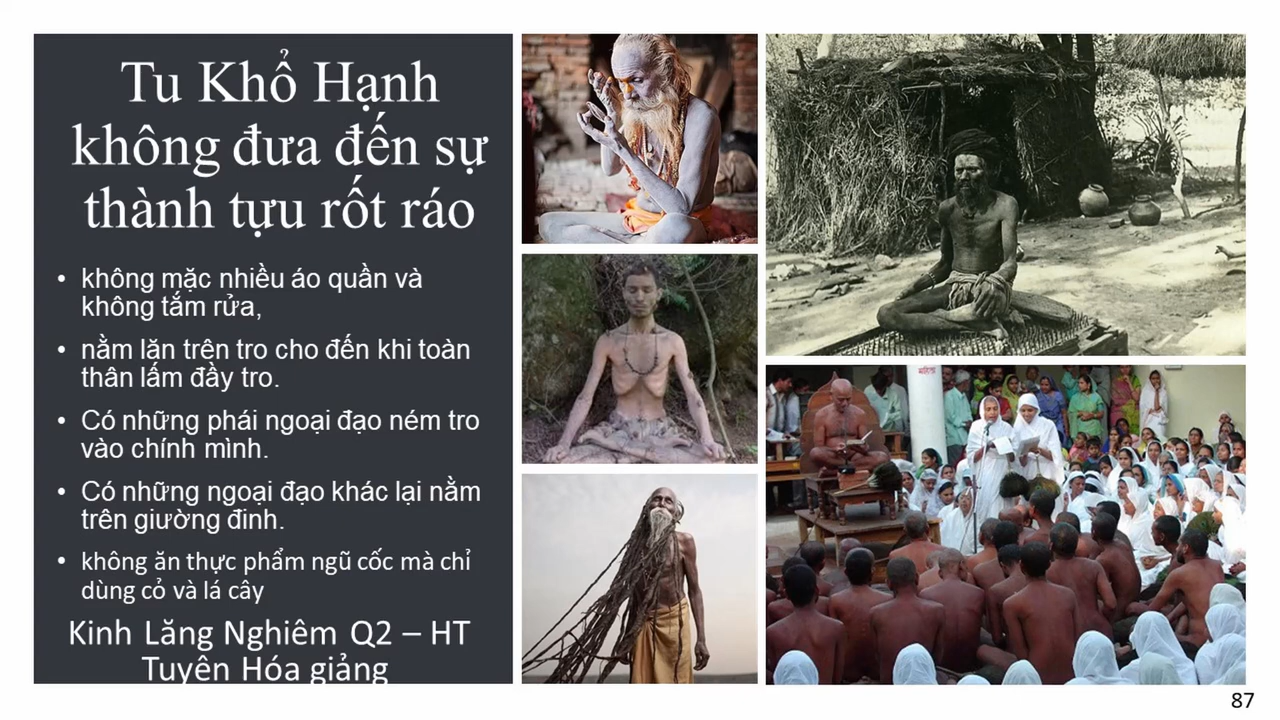 Tu Khổ Hạnh
không đưa đến sự
thành tựu rốt ráo
• không mặc nhiều áo quần và
không tắm rửa,
• nằm lăn trên tro cho đến khi toàn
thân lấm đầy tro.
• Có những phái ngoại đạo ném tro
vào chính mình.
• Có những ngoại đạo khác lại nằm
trên giường đinh.
• không ăn thực phẩm ngũ cốc mà chỉ
dùng cỏ và lá cây
Kinh Lăng Nghiêm Q2 – HT
Tuyên Hóa giảng
87